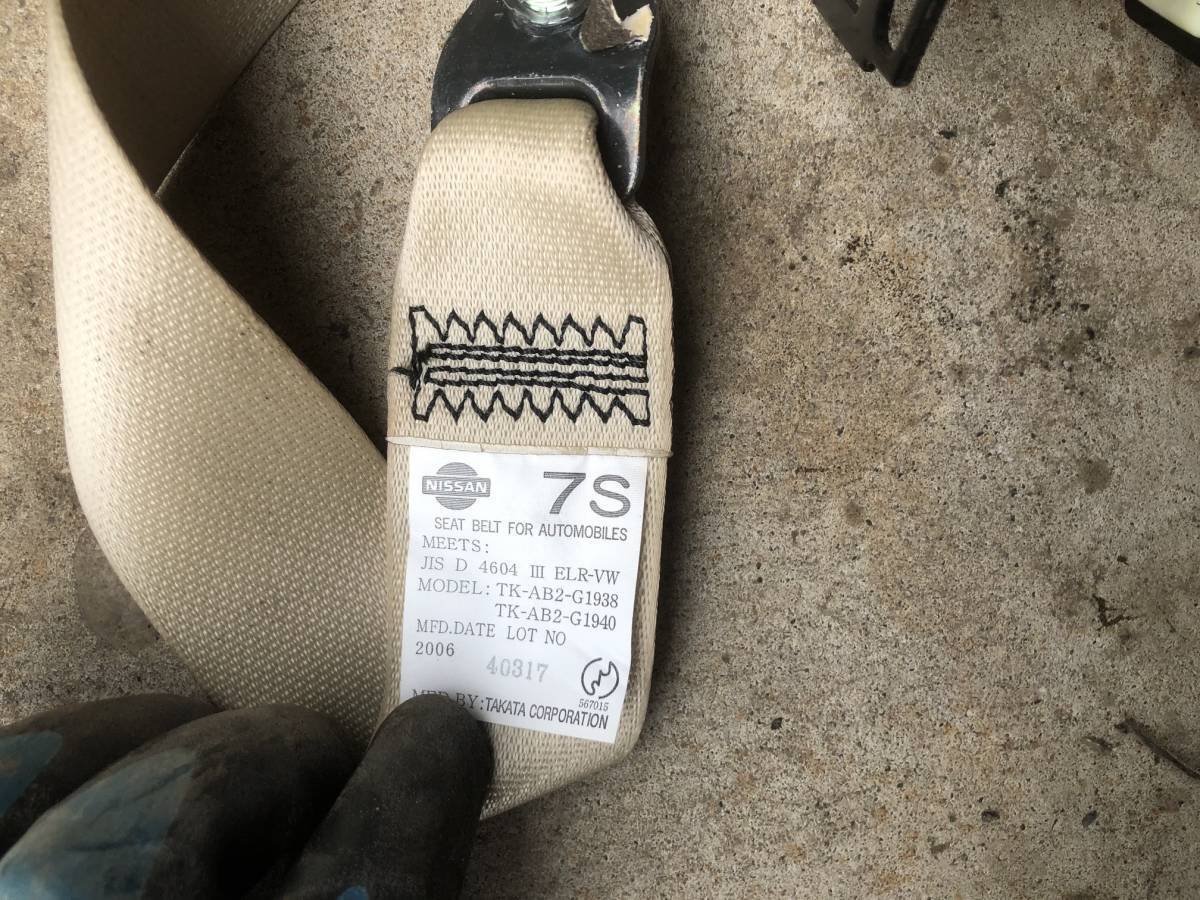 NISSAN
7S
SEAT BELT FOR AUTOMOBILES
MEETS:
JIS D 4604 III ELR-VW
MODEL: TK-AB2-G1938
TK-AB2-G1940
MFD.DATE LOT NO
2006 40317
567015
MFD BY: TAKATA CORPORATION